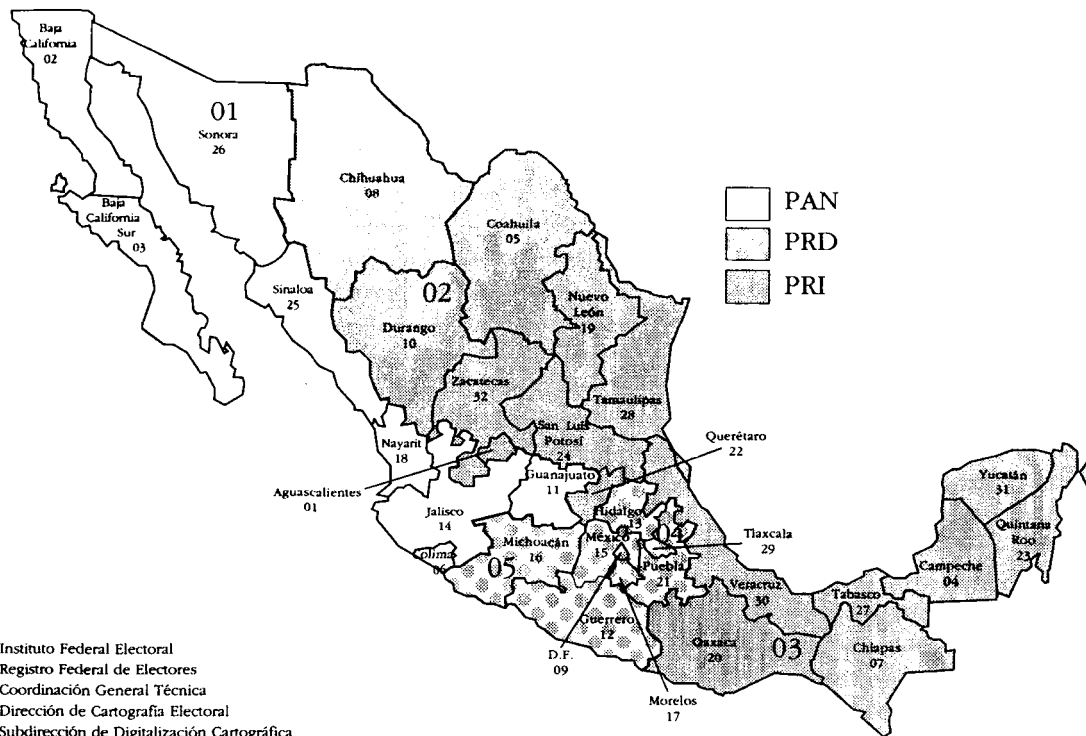 Baja
California
02
01
Sonora
26
Chihuahua
08
Baja
California
Sur
03
Coahuila
05
PAN
PRD
PRI
Sinaloa
25
02
Durango
10
Nuevo
León
19
Zacatecas
32
Tamaulipas
28
San Luis
Potosí
24
Querétaro
22
Nayarit
18
Guanajuato
11
Aguascalientes
01
Jalisco
14
Hidalgo
13
04
Tlaxcala
29
Yucatán
31
Quintana
Roo
23
Campeche
04
Colima
06
Michoacán
16
05
México
15
Puebla
21
Veracruz
30
Tabasco
27
Guerrero
12
D.F.
09
Oaxaca
20
03
Chiapas
07
Morelos
17
Instituto Federal Electoral
Registro Federal de Electores
Coordinación General Técnica
Dirección de Cartografía Electoral
Subdirección de Digitalización Cartográfica